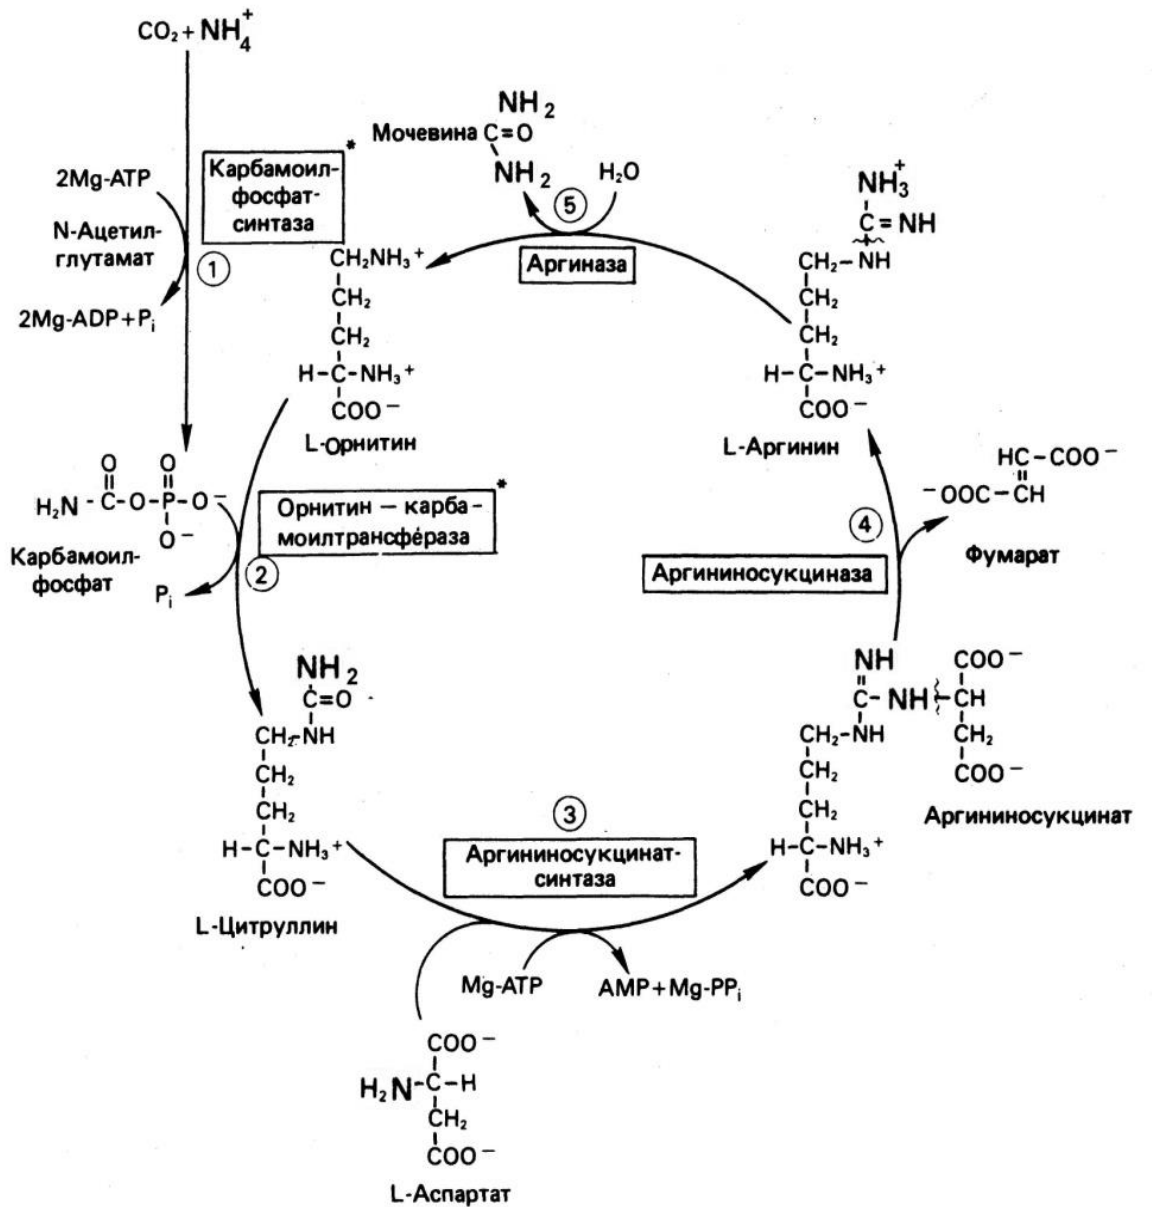 CO₂ + NH₄⁺
NH₂
Мочевина C=O
NH₂
H₂O
*
Карбамоил-
фосфат-
синтаза
2Mg-ATP
N-Ацетил-
глутамат
1
2Mg-ADP+Pᵢ
5
Аргиназа
NH₃⁺
C=NH
CH₂–NH
CH₂
CH₂
H–C–NH₃⁺
COO⁻
L-Аргинин
CH₂NH₃⁺
CH₂
CH₂
H–C–NH₃⁺
COO⁻
L-орнитин
O O
H₂N–C–O–P–O⁻
O⁻
Карбамоил-
фосфат
Pᵢ
*
Орнитин – карба-
моилтрансфераза
2
HC–COO⁻
⁻OOC–CH
Фумарат
4
Аргининосукциназа
NH₂
C=O
CH₂–NH
CH₂
CH₂
H–C–NH₃⁺
COO⁻
L-Цитруллин
NH COO⁻
C–NH–CH
CH₂–NH CH₂
CH₂ COO⁻
CH₂
H–C–NH₃⁺
COO⁻
Аргининосукцинат
3
Аргининосукцинат-
синтаза
Mg-ATP
AMP+Mg-PPᵢ
COO⁻
H₂N–C–H
CH₂
COO⁻
L-Аспартат